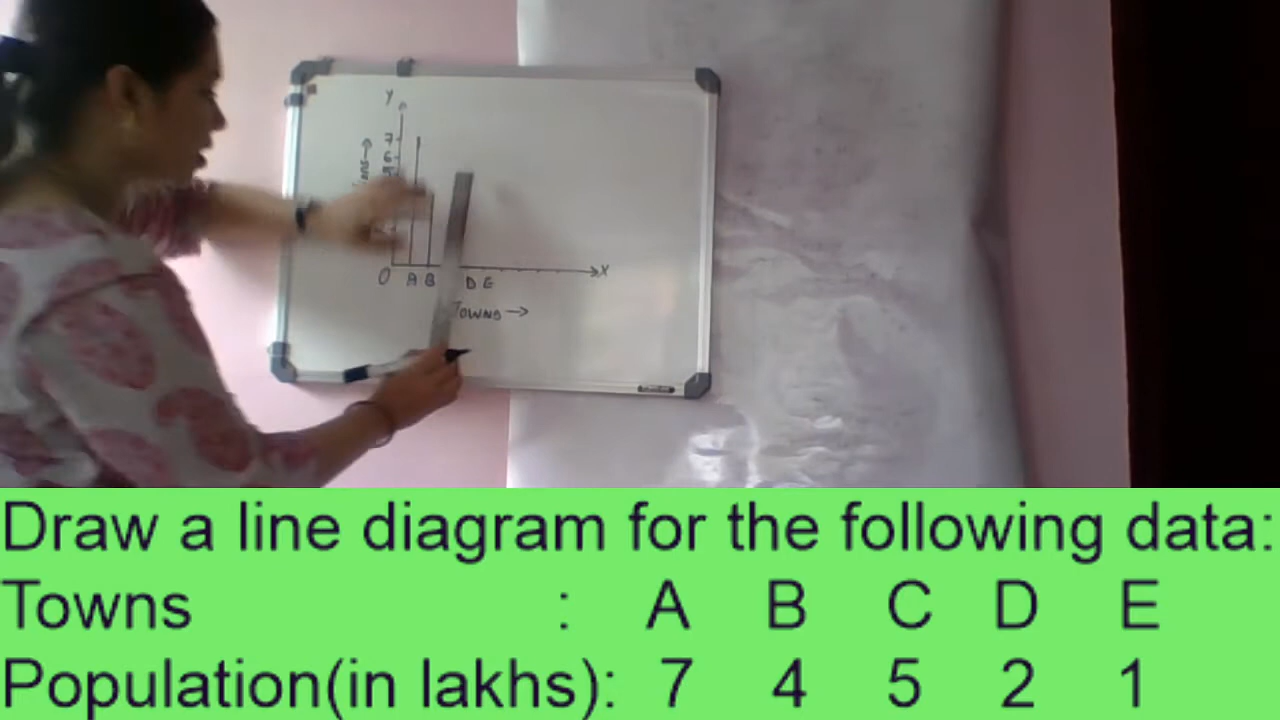 Y
7
6
O A B D E X
Towns →
Draw a line diagram for the following data:
Towns : A B C D E
Population(in lakhs): 7 4 5 2 1